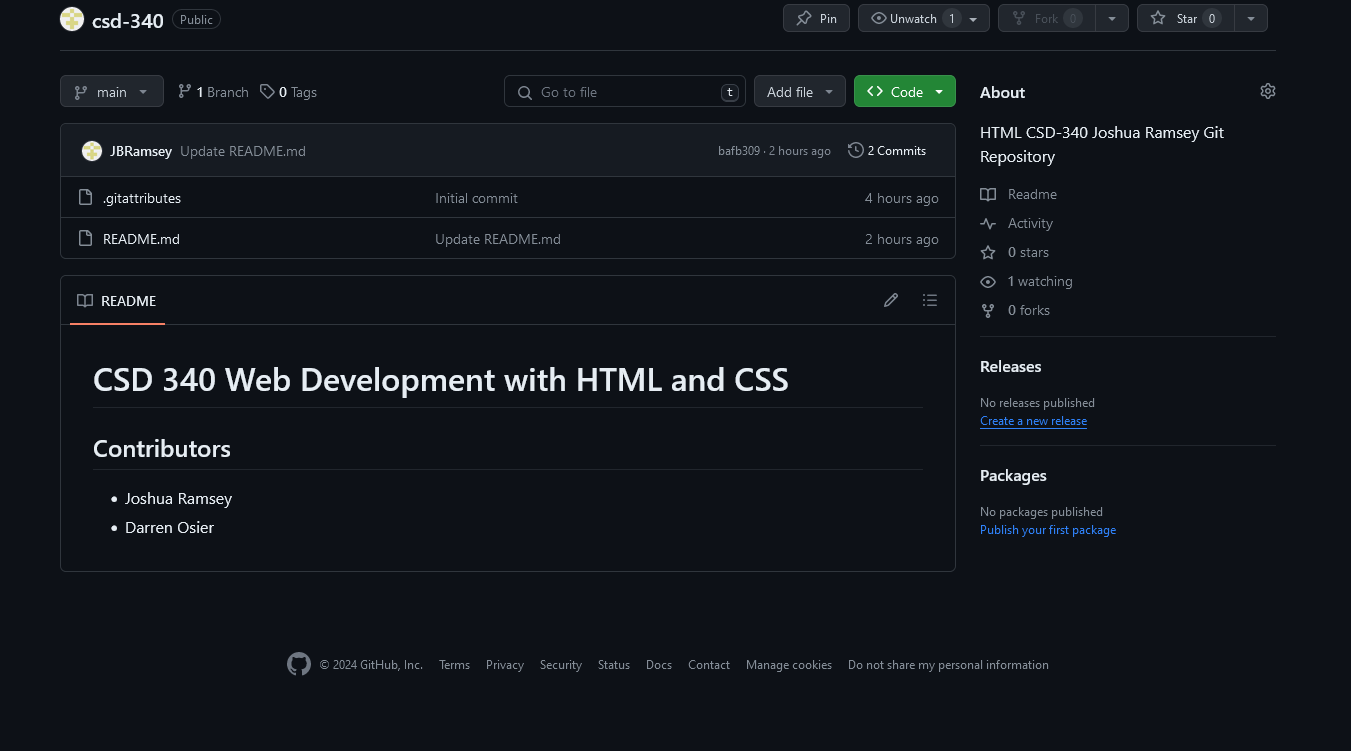 csd-340 Public Pin Unwatch 1 Fork 0 Star 0
main 1 Branch 0 Tags Go to file t Add file Code
About
HTML CSD-340 Joshua Ramsey Git
Repository
JBRamsey Update README.md bafb309 · 2 hours ago 2 Commits
.gitattributes Initial commit 4 hours ago
README.md Update README.md 2 hours ago
Readme
Activity
0 stars
1 watching
0 forks
README
CSD 340 Web Development with HTML and CSS
Contributors
• Joshua Ramsey
• Darren Osier
Releases
No releases published
Create a new release
Packages
No packages published
Publish your first package
© 2024 GitHub, Inc. Terms Privacy Security Status Docs Contact Manage cookies Do not share my personal information